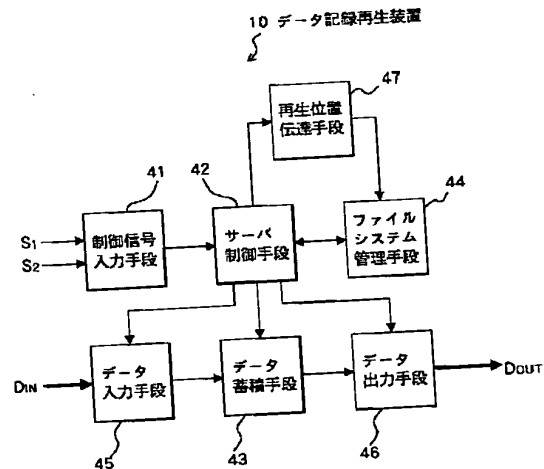 10 データ記録再生装置
47
再生位置
伝達手段
41
42
44
S1
S2
制御信号
入力手段
サーバ
制御手段
ファイル
システム
管理手段
DIN
データ
入力手段
データ
蓄積手段
データ
出力手段
DOUT
45
43
46